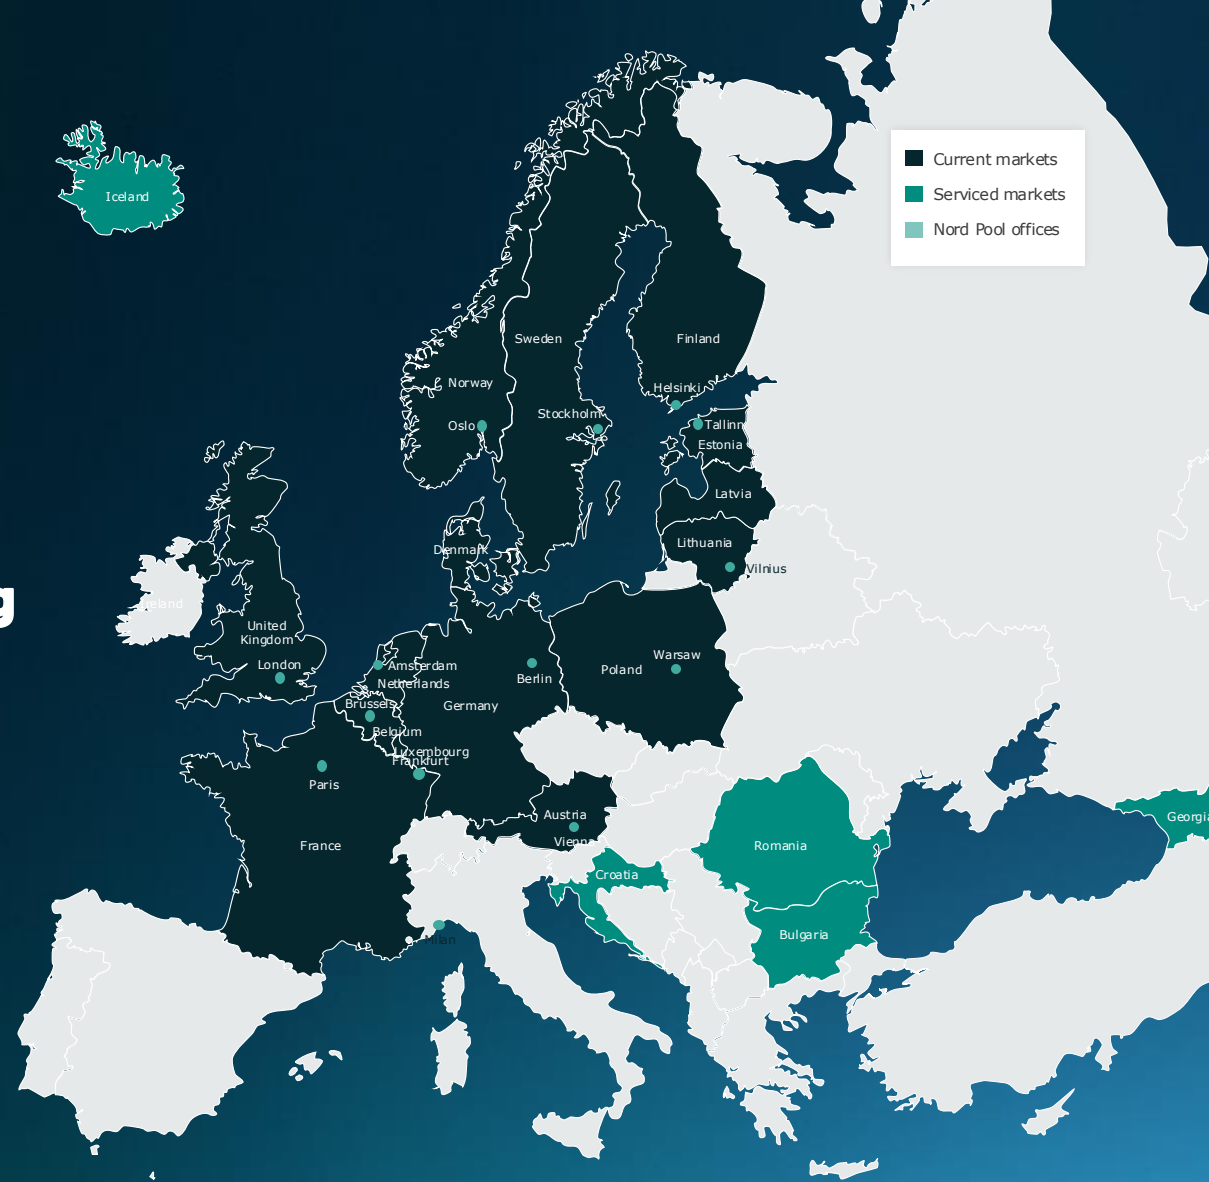 Current markets
Serviced markets
Nord Pool offices
Iceland
Sweden
Finland
Norway
Helsinki
Stockholm
Oslo
Tallinn
Estonia
Latvia
Lithuania
Denmark
Vilnius
Ireland
g
United
Kingdom
London
Amsterdam
Netherlands
Berlin
Warsaw
Poland
Brussels
Germany
Belgium
Luxembourg
Frankfurt
Paris
France
Austria
Vienna
Romania
Georgia
Croatia
Bulgaria
Milan
4